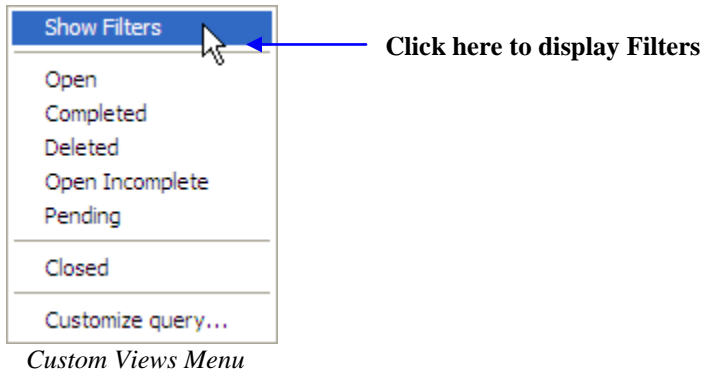 Show Filters
Click here to display Filters
Open
Completed
Deleted
Open Incomplete
Pending
Closed
Customize query...
Custom Views Menu